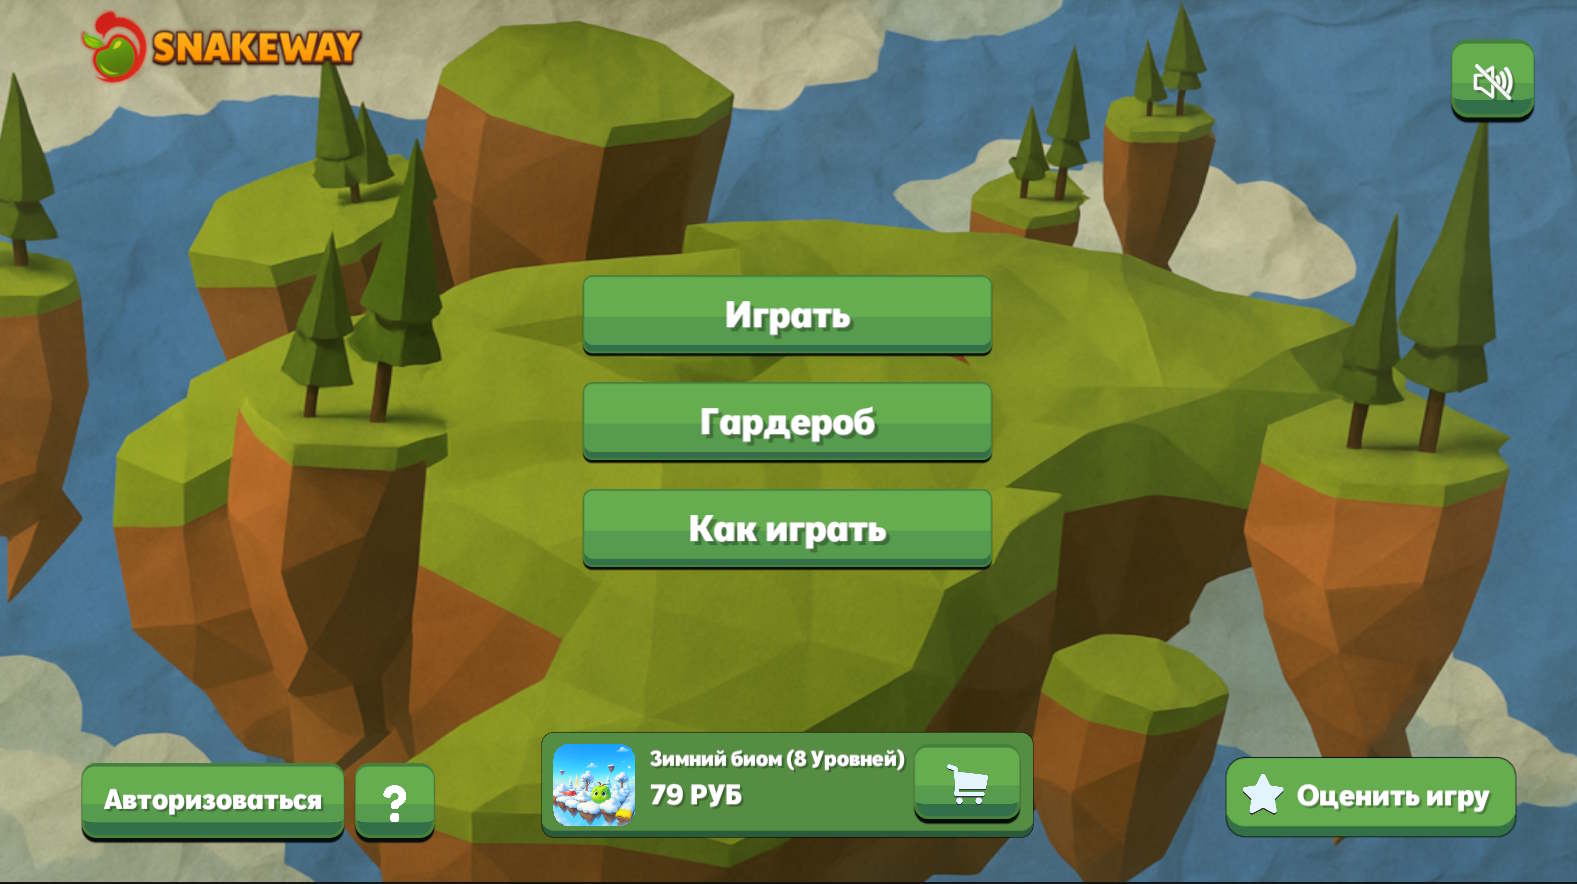 SNAKEWAY
Играть
Гардероб
Как играть
Зимний биом (8 Уровней)
79 РУБ
Авторизоваться
?
Оценить игру